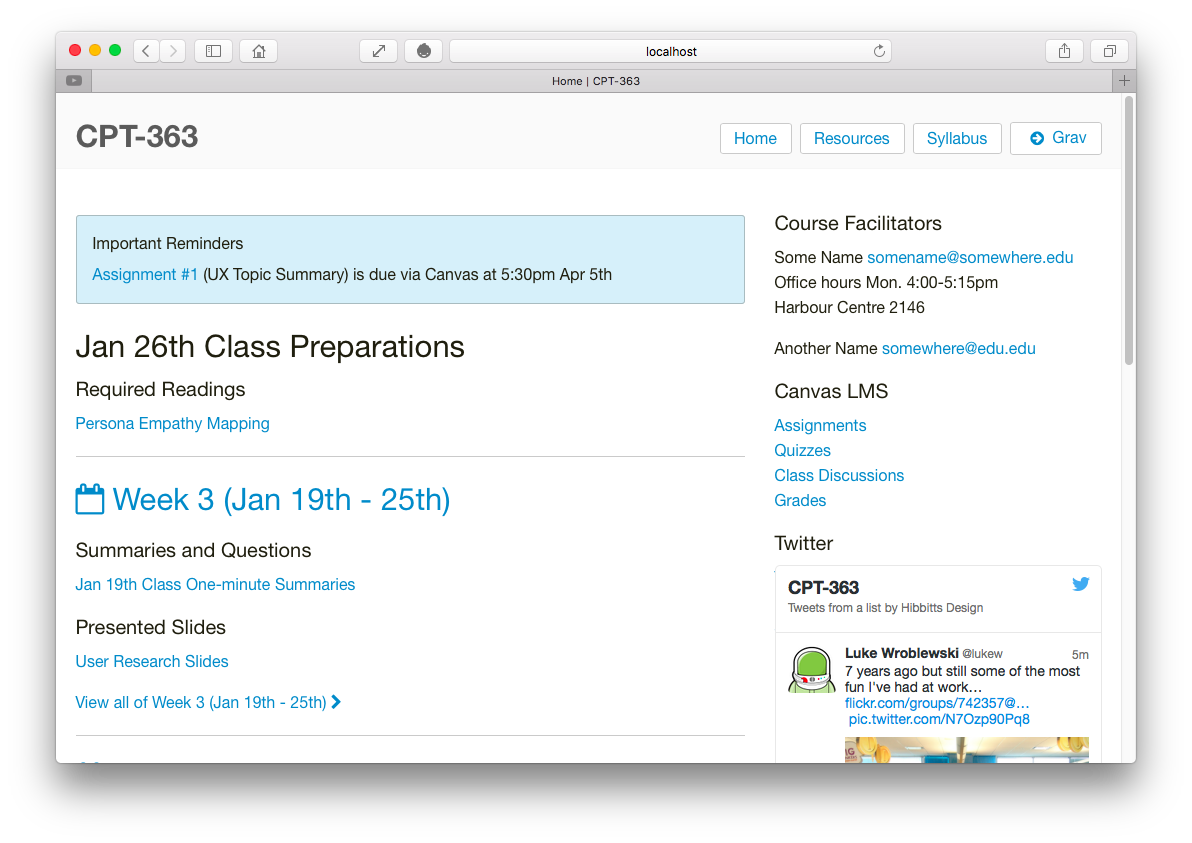 localhost
Home | CPT-363
CPT-363
Home
Resources
Syllabus
Grav
Important Reminders
Assignment #1 (UX Topic Summary) is due via Canvas at 5:30pm Apr 5th
Jan 26th Class Preparations
Required Readings
Persona Empathy Mapping
Week 3 (Jan 19th - 25th)
Summaries and Questions
Jan 19th Class One-minute Summaries
Presented Slides
User Research Slides
View all of Week 3 (Jan 19th - 25th)
Course Facilitators
Some Name somename@somewhere.edu
Office hours Mon. 4:00-5:15pm
Harbour Centre 2146
Another Name somewhere@edu.edu
Canvas LMS
Assignments
Quizzes
Class Discussions
Grades
Twitter
CPT-363
Tweets from a list by Hibbitts Design
Luke Wroblewski @lukew 5m
7 years ago but still some of the most
fun I've had at work…
flickr.com/groups/742357@…
pic.twitter.com/N7Ozp90Pq8